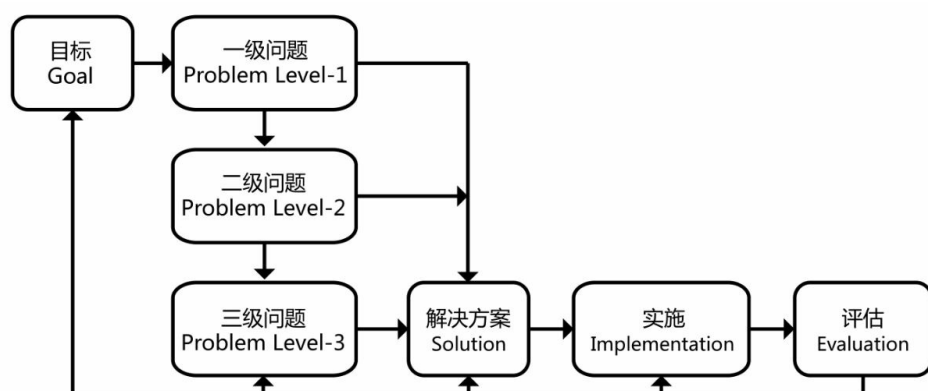 目标
Goal
一级问题
Problem Level-1
二级问题
Problem Level-2
三级问题
Problem Level-3
解决方案
Solution
实施
Implementation
评估
Evaluation